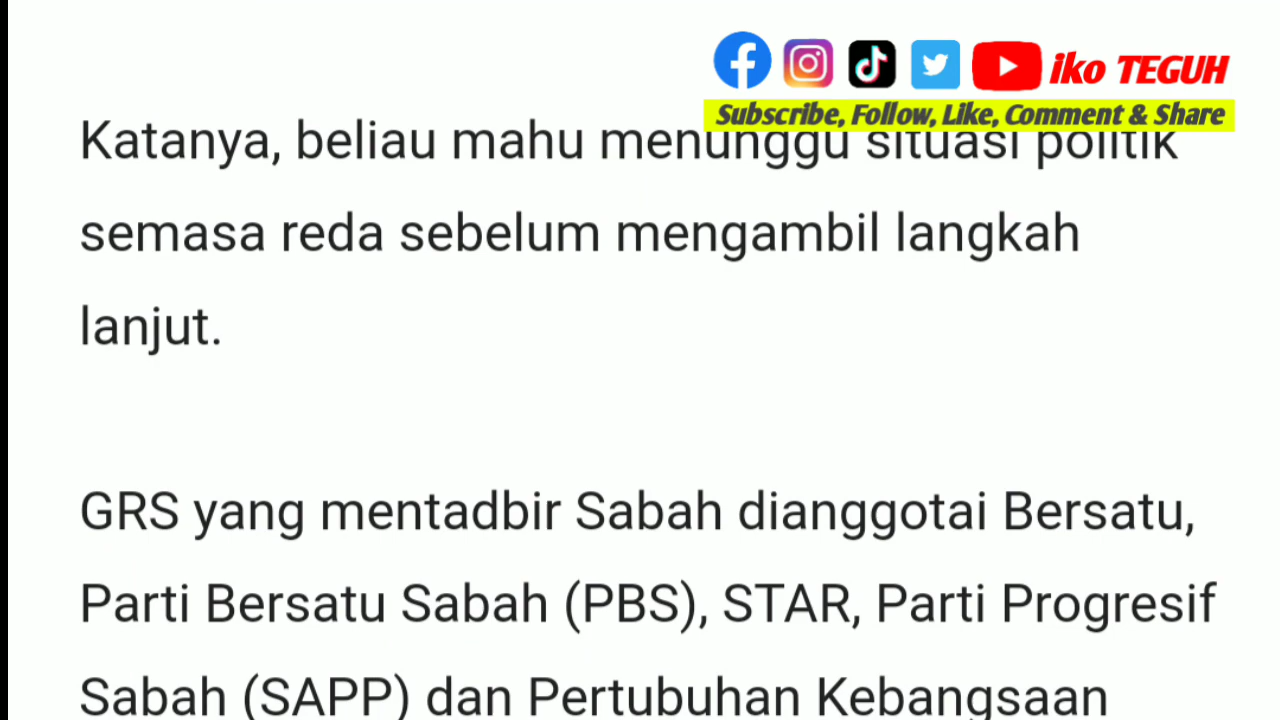 iko TEGUH
Subscribe, Follow, Like, Comment & Share
Katanya, beliau mahu menunggu situasi politik
semasa reda sebelum mengambil langkah
lanjut.
GRS yang mentadbir Sabah dianggotai Bersatu,
Parti Bersatu Sabah (PBS), STAR, Parti Progresif
Sabah (SAPP) dan Pertubuhan Kebangsaan